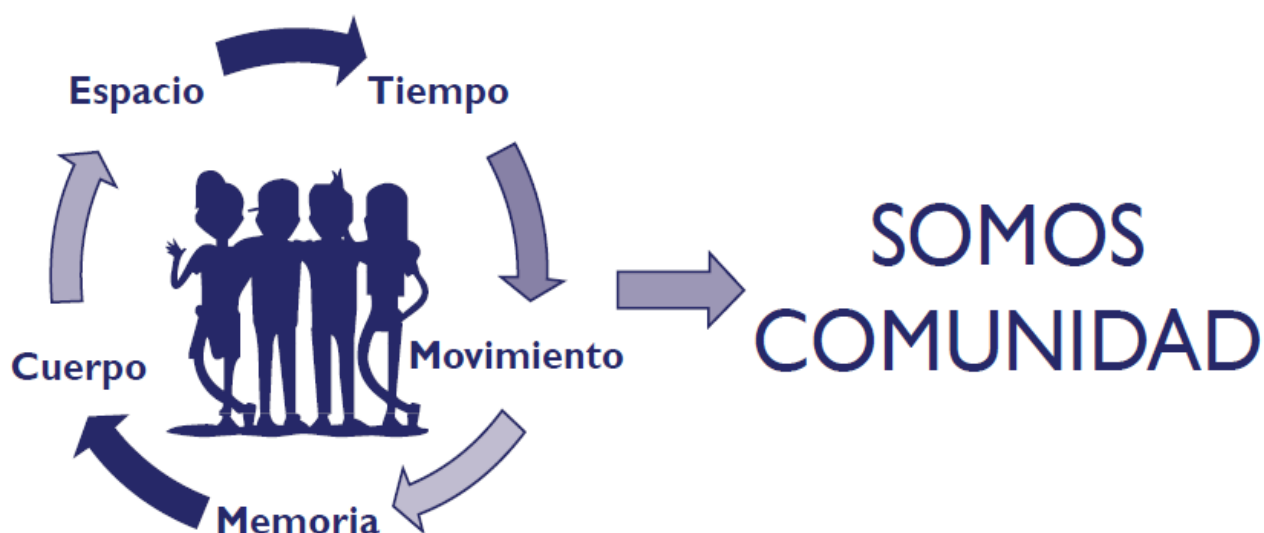 Espacio
Tiempo
Movimiento
Cuerpo
Memoria
SOMOS
COMUNIDAD